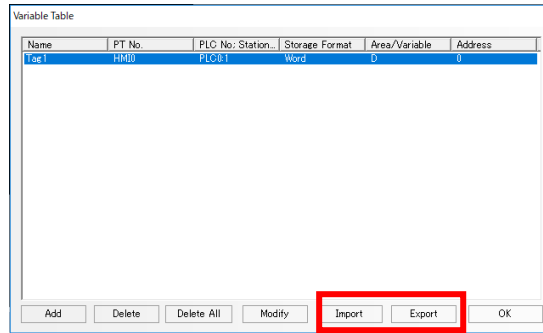 Variable Table
Name PT No. PLC No; Station... Storage Format Area/Variable Address
Tag1 HMI0 PLC0:1 Word D 0
Add Delete Delete All Modify Import Export OK